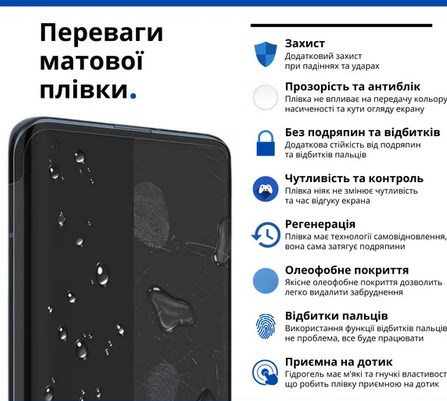 Переваги
матової
плівки.
Захист
Додатковий захист
при падіннях та ударах
Прозорість та антиблік
Плівка не впливає на передачу кольору
насиченості та кути огляду екрану
Без подряпин та відбитків
Додаткова стійкість від подряпин
та відбитків пальців
Чутливість та контроль
Плівка ніяк не змінює чутливість
та час відгуку екрана
Регенерація
Плівка має технології самовідновлення,
вона сама затягує подряпини
Олеофобне покриття
Якісне олеофобне покриття дозволить
легко видалити забруднення
Відбитки пальців
Використання функції відбитків пальців
не проблема, все буде працювати
Приємна на дотик
Гідрогель має м'які та гнучкі властивост
що робить плівку приємною на дотик